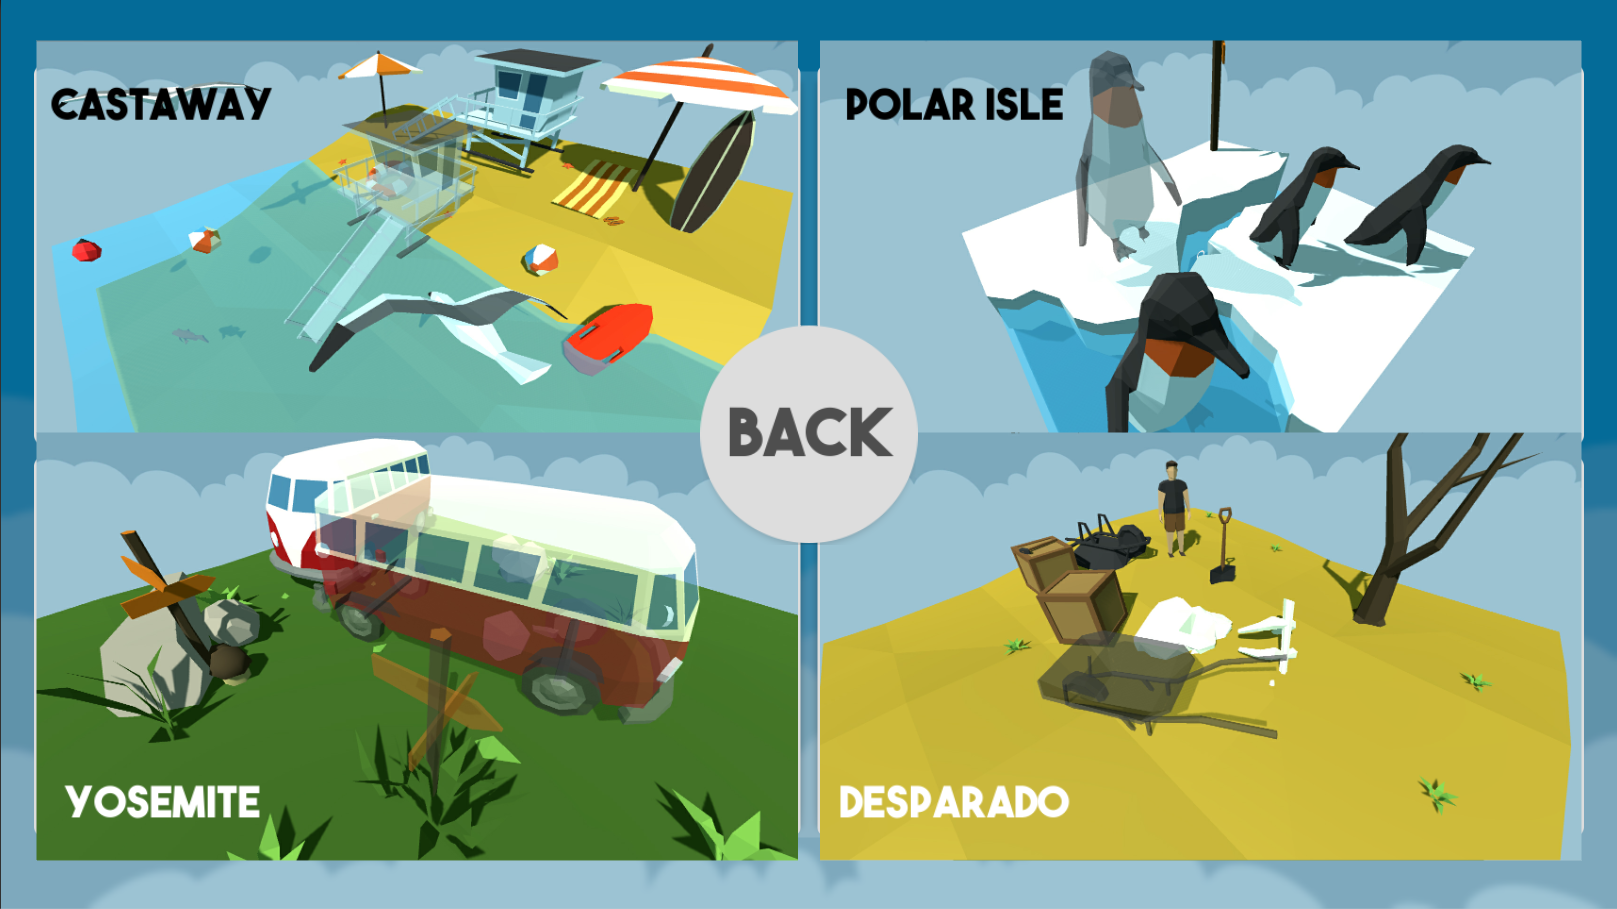 CASTAWAY
POLAR ISLE
BACK
YOSEMITE
DESPARADO